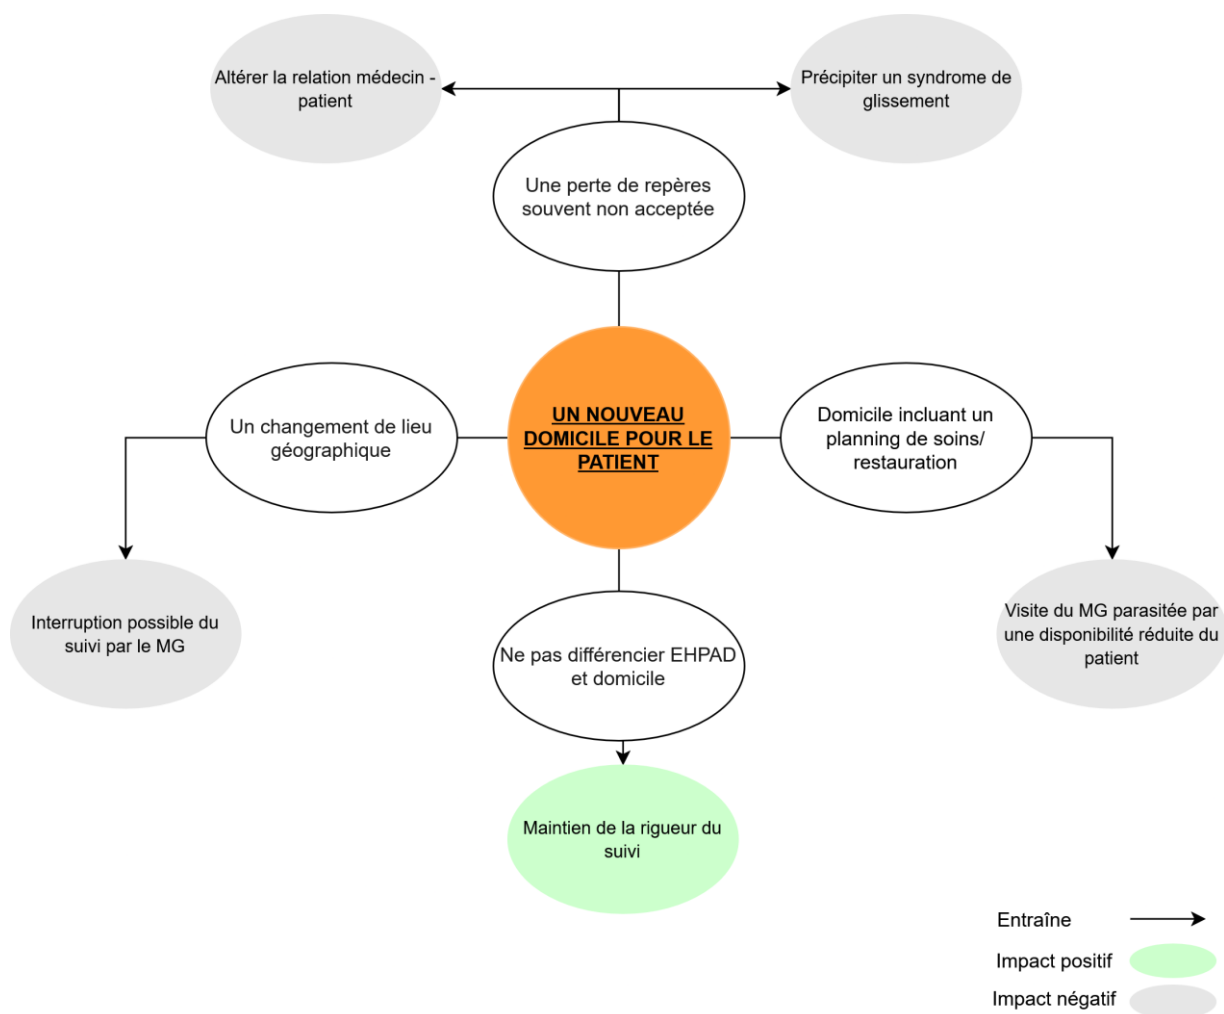 Altérer la relation médecin -
patient
Précipiter un syndrome de
glissement
Une perte de repères
souvent non acceptée
Un changement de lieu
géographique
UN NOUVEAU
DOMICILE POUR LE
PATIENT
Domicile incluant un
planning de soins/
restauration
Interruption possible du
suivi par le MG
Ne pas différencier EHPAD
et domicile
Visite du MG parasitée par
une disponibilité réduite du
patient
Maintien de la rigueur du
suivi
Entraîne
Impact positif
Impact négatif